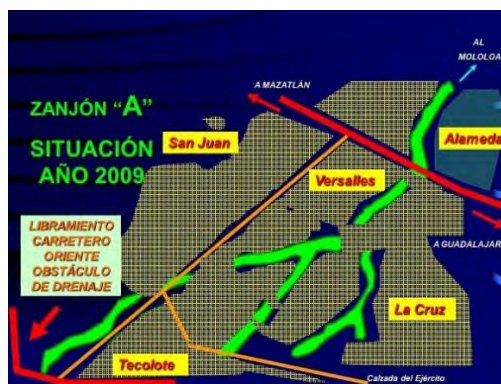 AL
MOLOLOA
A MAZATLÁN
ZANJÓN "A"
San Juan
Alameda
SITUACIÓN
AÑO 2009
Versalles
LIBRAMIENTO
CARRETERO
ORIENTE
OBSTÁCULO
DE DRENAJE
A GUADALAJAR
La Cruz
Tecolote
Calzada del Ejército